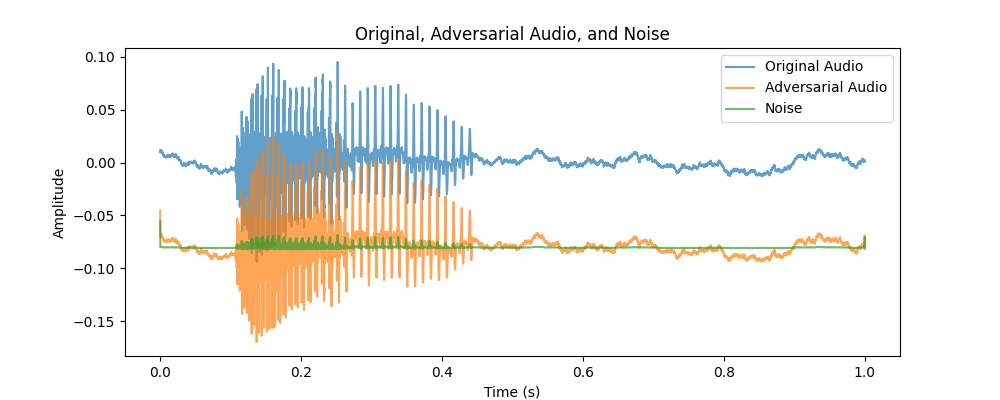 Original, Adversarial Audio, and Noise
Original Audio
Adversarial Audio
Noise
Amplitude
0.10
0.05
0.00
−0.05
−0.10
−0.15
0.0 0.2 0.4 0.6 0.8 1.0
Time (s)